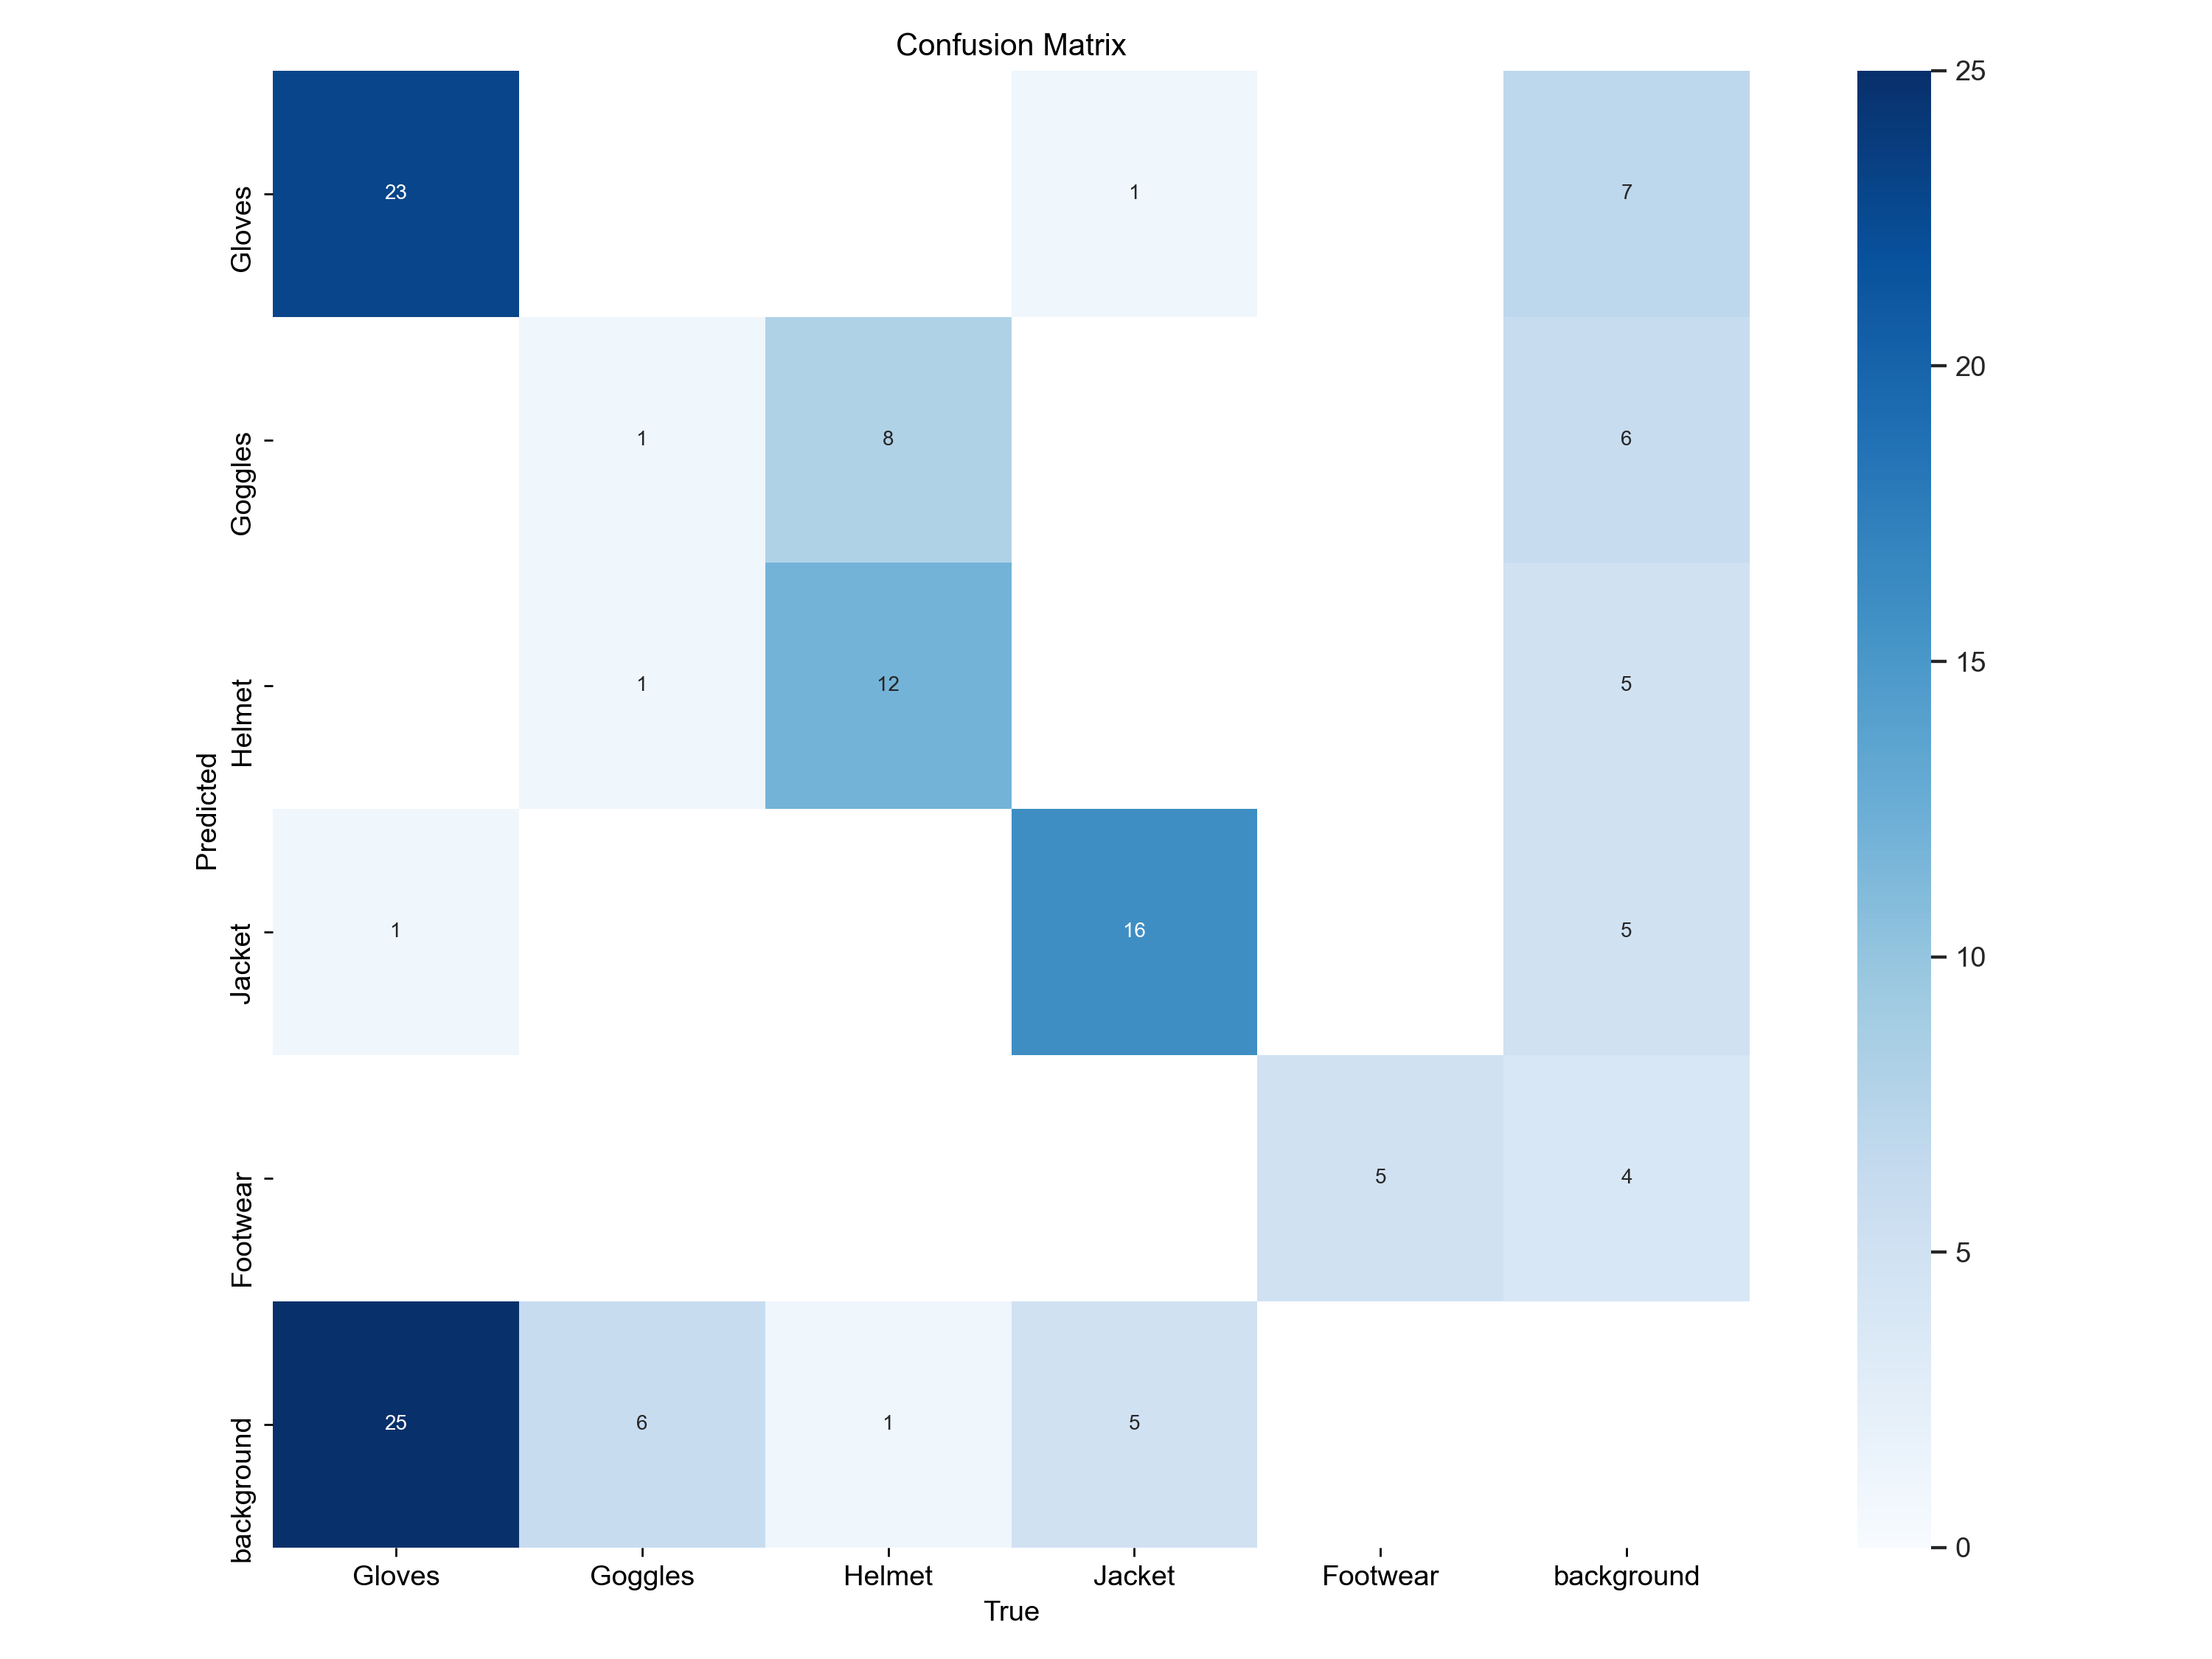 Confusion Matrix
Gloves 23 1 7
Goggles 1 8 6
Helmet 1 12 5
Jacket 1 16 5
Footwear 5 4
background 25 6 1 5
Gloves Goggles Helmet Jacket Footwear background
True
Predicted
25
20
15
10
5
0